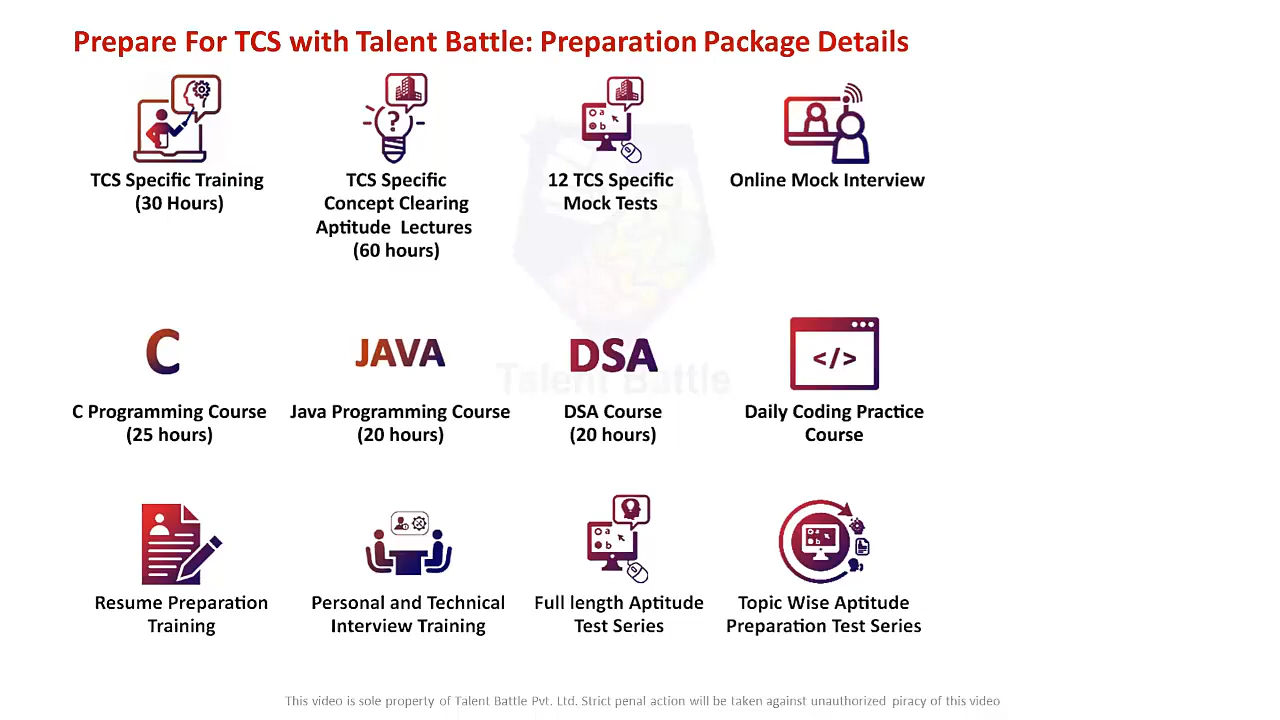 Prepare For TCS with Talent Battle: Preparation Package Details
TCS Specific Training
(30 Hours)
TCS Specific
Concept Clearing
Aptitude Lectures
(60 hours)
12 TCS Specific
Mock Tests
Online Mock Interview
C
JAVA
DSA
</>
C Programming Course
(25 hours)
Java Programming Course
(20 hours)
DSA Course
(20 hours)
Daily Coding Practice
Course
Talent Battle
Resume Preparation
Training
Personal and Technical
Interview Training
Full length Aptitude
Test Series
Topic Wise Aptitude
Preparation Test Series
This video is sole property of Talent Battle Pvt. Ltd. Strict penal action will be taken against unauthorized piracy of this video